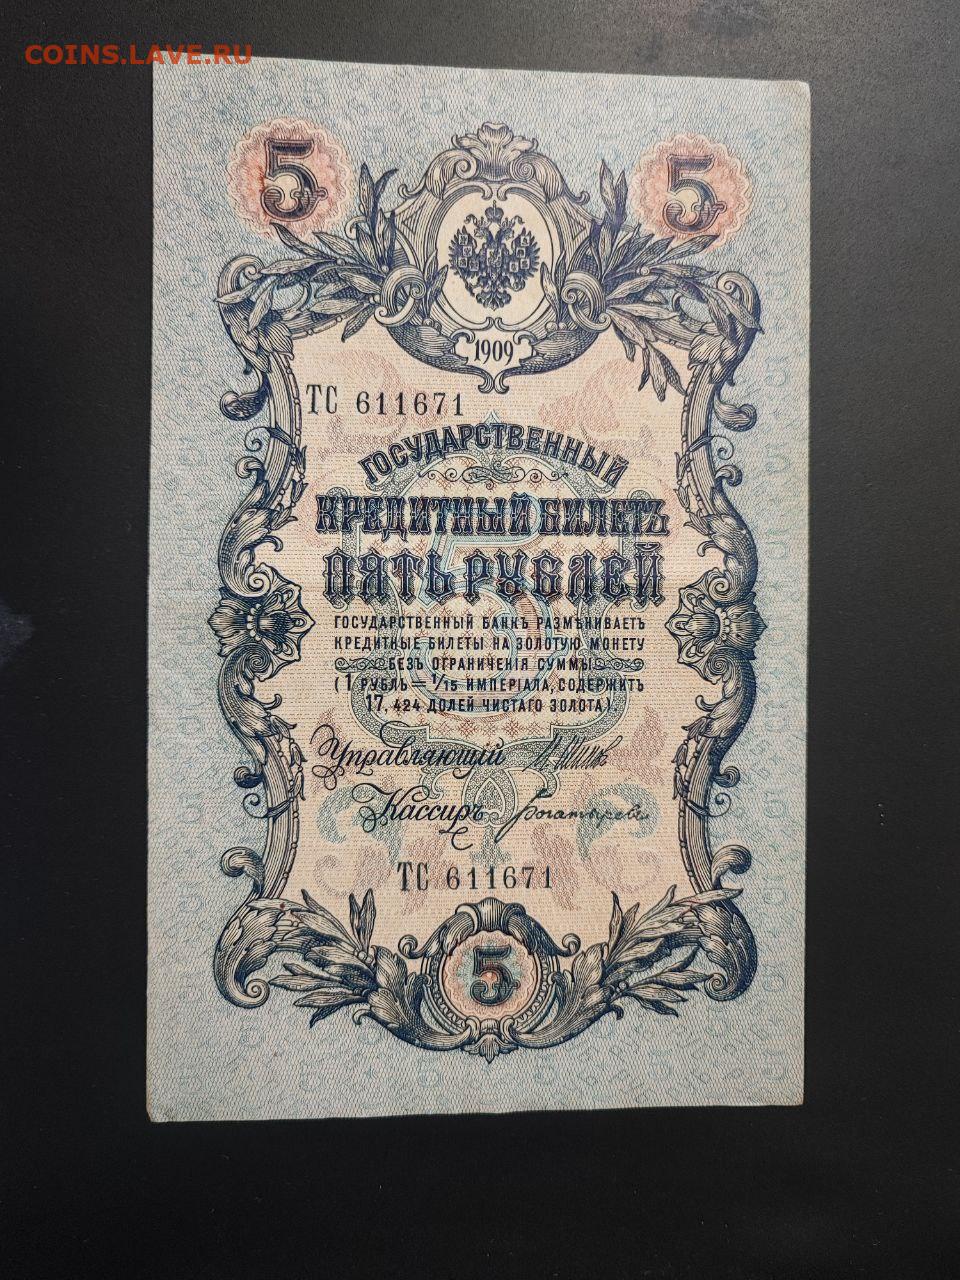 COINS.LAVE.RU
5 5
1909
ТС 611671
ГОСУДАРСТВЕННЫЙ
КРЕДИТНЫЙ БИЛЕТЪ
5
ПЯТЬ РУБЛЕЙ
ГОСУДАРСТВЕННЫЙ БАНКЪ РАЗМѢНИВАЕТЪ
КРЕДИТНЫЕ БИЛЕТЫ НА ЗОЛОТУЮ МОНЕТУ
БЕЗЪ ОГРАНИЧЕНІЯ СУММЫ
(1 РУБЛЬ = 1/15 ИМПЕРІАЛА, СОДЕРЖИТЪ
17,424 ДОЛЕЙ ЧИСТАГО ЗОЛОТА)
Управляющій
Кассиръ Богатыревъ
ТС 611671
5